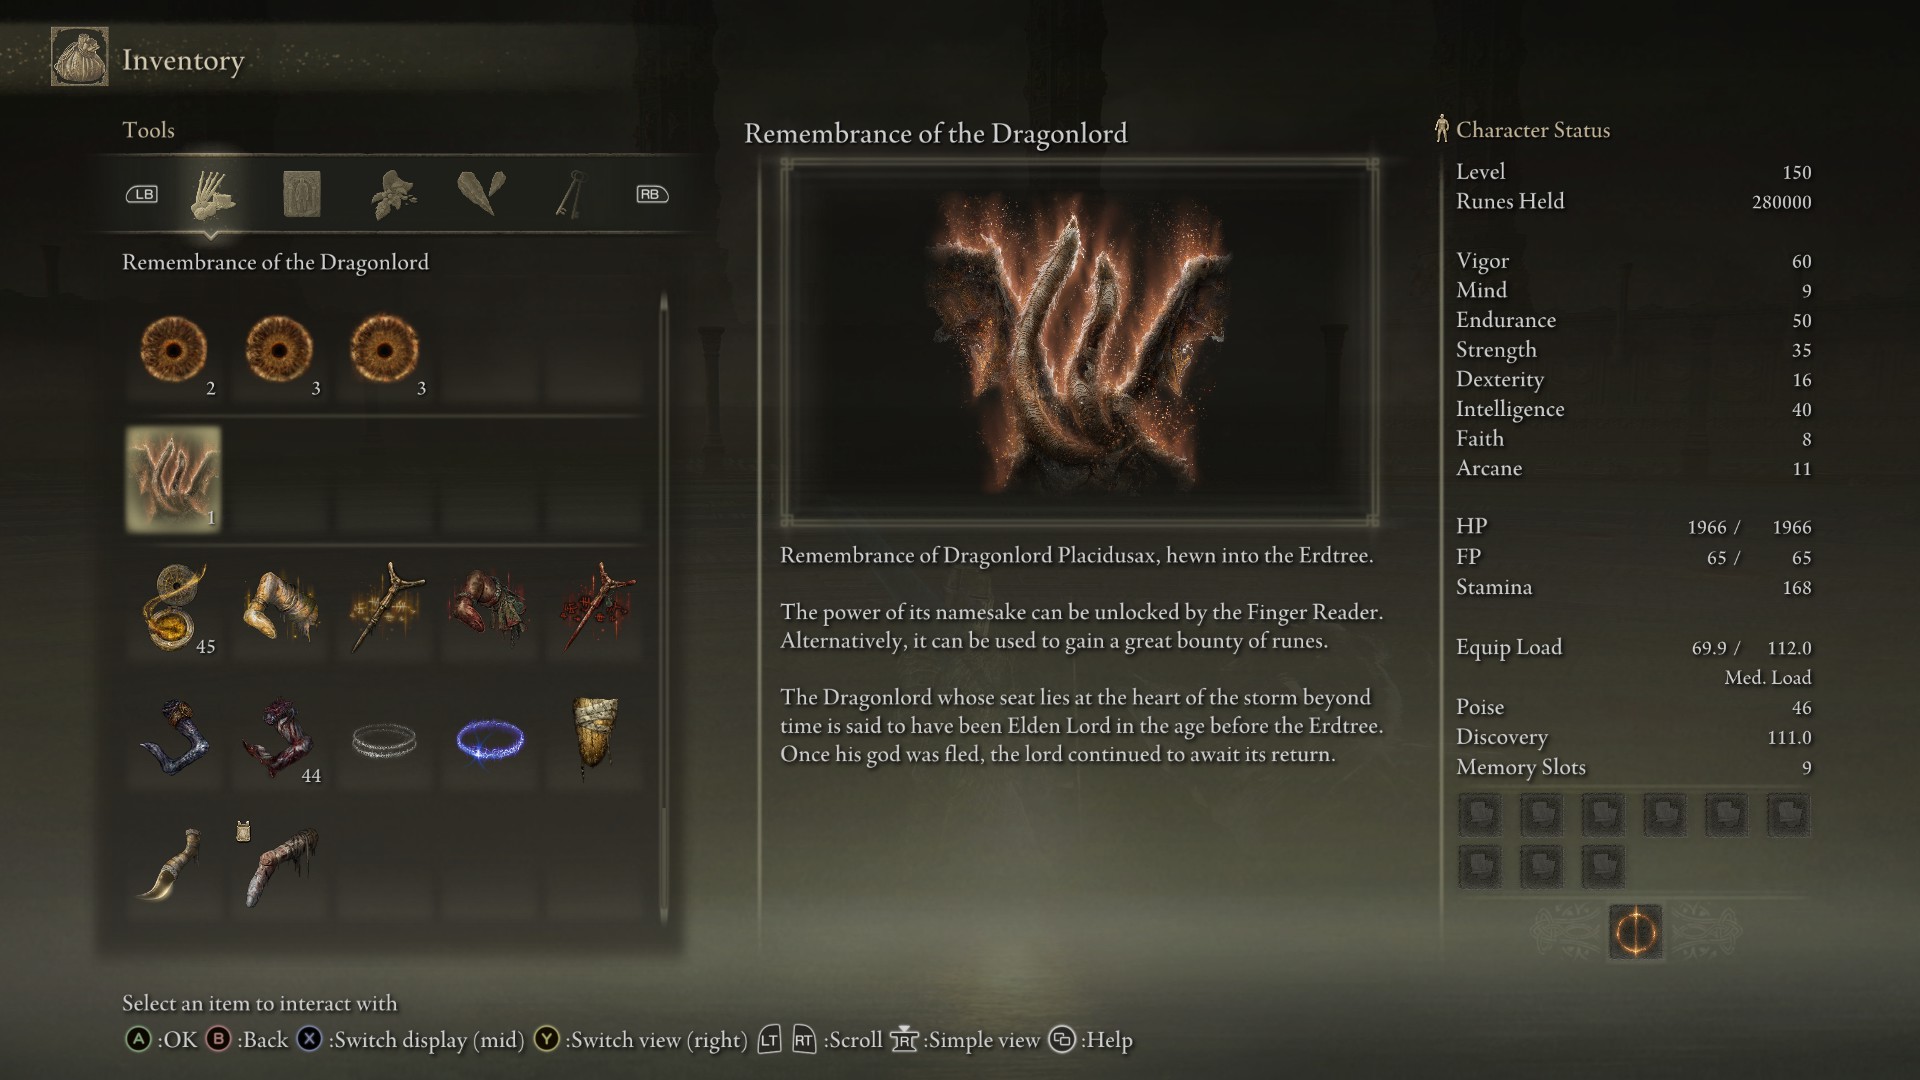 Inventory
Tools
LB
RB
Remembrance of the Dragonlord
2
3
3
1
45
44
Select an item to interact with
A :OK B :Back X :Switch display (mid) Y :Switch view (right) LT RT :Scroll R :Simple view :Help
Remembrance of the Dragonlord
Remembrance of Dragonlord Placidusax, hewn into the Erdtree.
The power of its namesake can be unlocked by the Finger Reader.
Alternatively, it can be used to gain a great bounty of runes.
The Dragonlord whose seat lies at the heart of the storm beyond
time is said to have been Elden Lord in the age before the Erdtree.
Once his god was fled, the lord continued to await its return.
Character Status
Level 150
Runes Held 280000
Vigor 60
Mind 9
Endurance 50
Strength 35
Dexterity 16
Intelligence 40
Faith 8
Arcane 11
HP 1966 / 1966
FP 65 / 65
Stamina 168
Equip Load 69.9 / 112.0
Med. Load
Poise 46
Discovery 111.0
Memory Slots 9